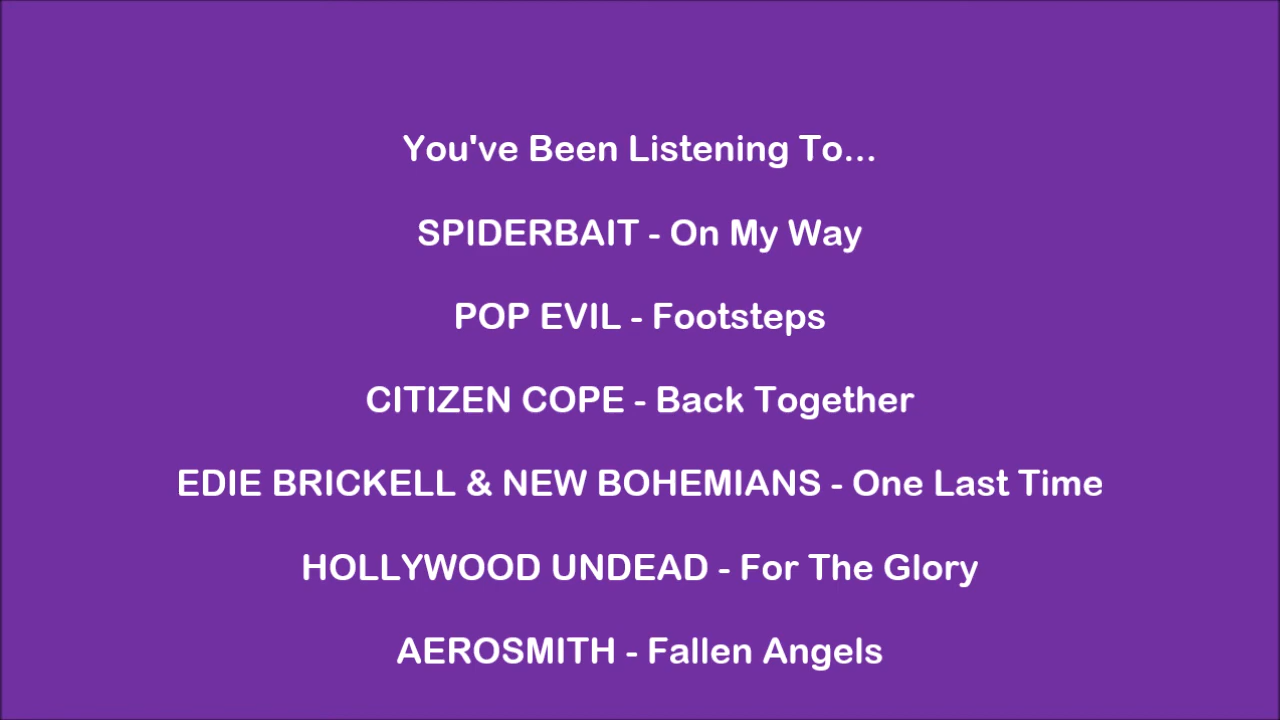 You've Been Listening To...
SPIDERBAIT - On My Way
POP EVIL - Footsteps
CITIZEN COPE - Back Together
EDIE BRICKELL & NEW BOHEMIANS - One Last Time
HOLLYWOOD UNDEAD - For The Glory
AEROSMITH - Fallen Angels